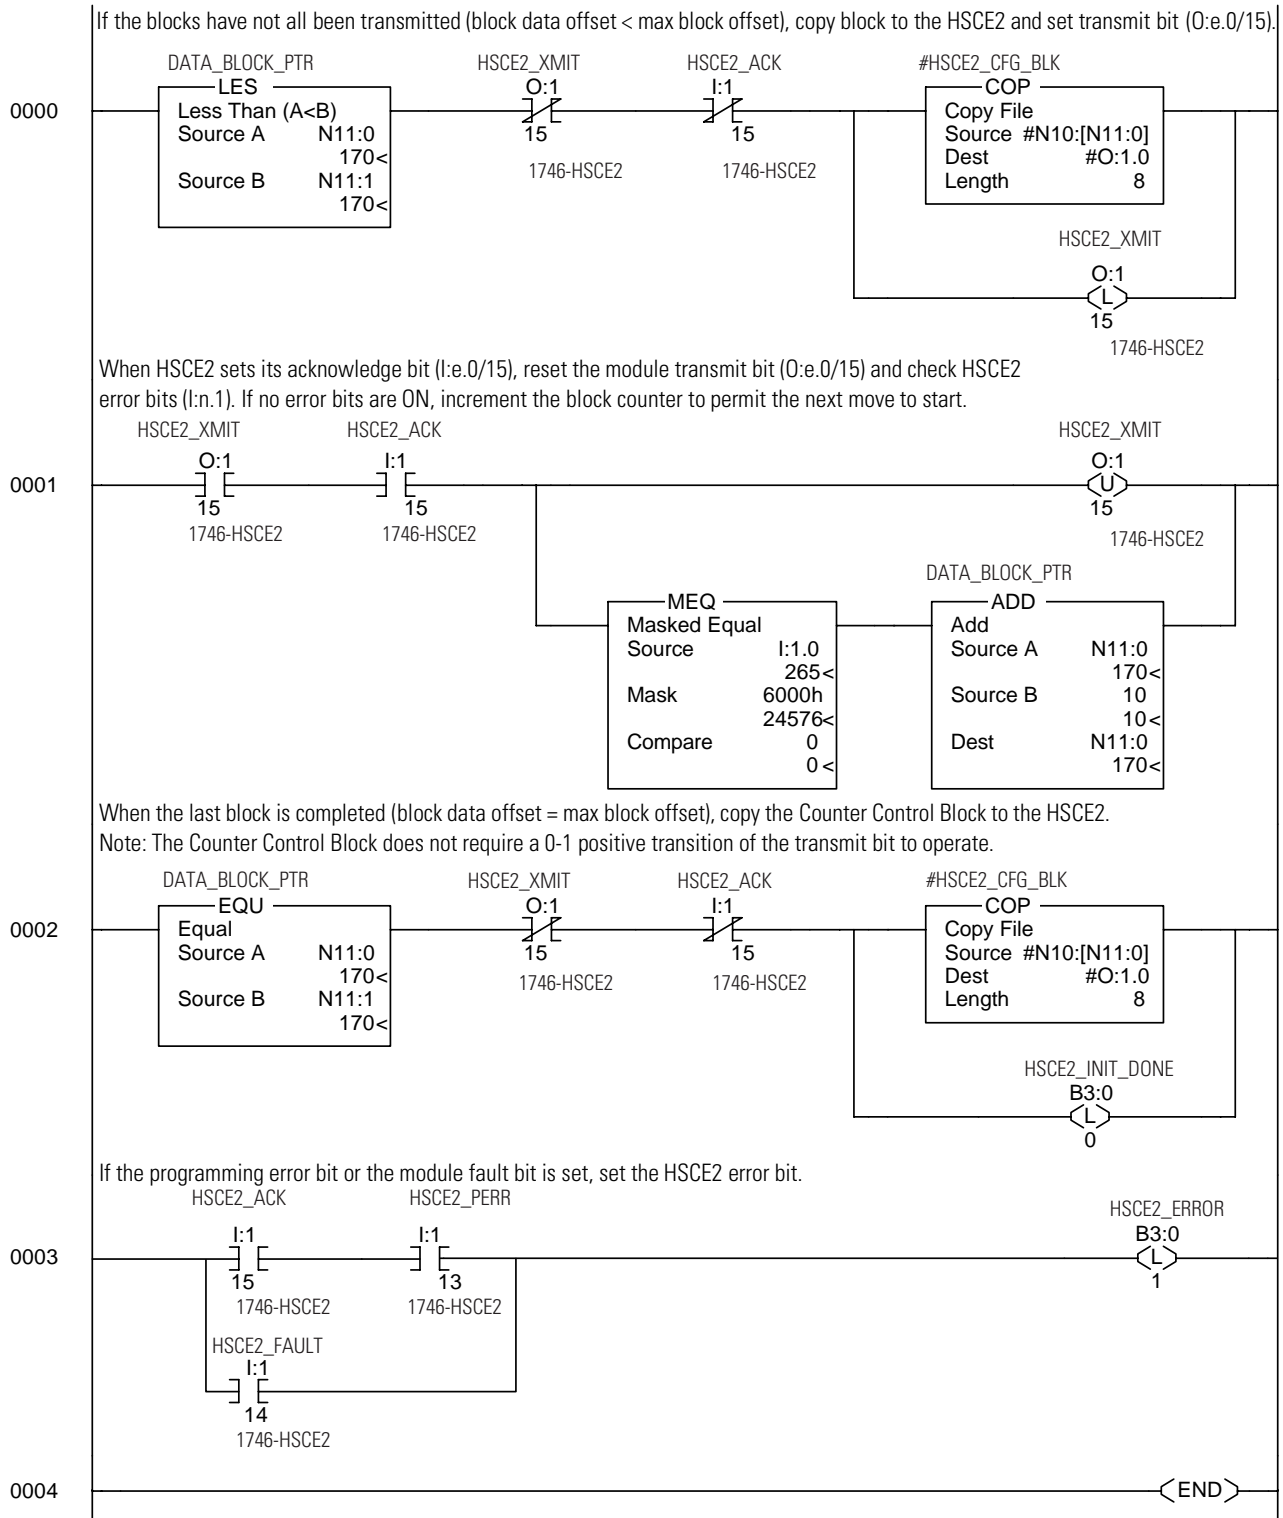 If the blocks have not all been transmitted (block data offset < max block offset), copy block to the HSCE2 and set transmit bit (O:e.0/15).
DATA_BLOCK_PTR HSCE2_XMIT HSCE2_ACK #HSCE2_CFG_BLK
LES O:1 I:1 COP
0000 Less Than (A<B) Copy File
Source A N11:0 15 15 Source #N10:[N11:0]
170< Dest #O:1.0
1746-HSCE2 1746-HSCE2
Source B N11:1 Length 8
170<
HSCE2_XMIT
O:1
L
15
1746-HSCE2
When HSCE2 sets its acknowledge bit (I:e.0/15), reset the module transmit bit (O:e.0/15) and check HSCE2
error bits (I:n.1). If no error bits are ON, increment the block counter to permit the next move to start.
HSCE2_XMIT HSCE2_ACK HSCE2_XMIT
O:1 I:1 O:1
0001 U
15 15 15
1746-HSCE2 1746-HSCE2 1746-HSCE2
DATA_BLOCK_PTR
MEQ ADD
Masked Equal Add
Source I:1.0 Source A N11:0
265< 170<
Mask 6000h Source B 10
24576< 10<
Compare 0 Dest N11:0
0< 170<
When the last block is completed (block data offset = max block offset), copy the Counter Control Block to the HSCE2.
Note: The Counter Control Block does not require a 0-1 positive transition of the transmit bit to operate.
DATA_BLOCK_PTR HSCE2_XMIT HSCE2_ACK #HSCE2_CFG_BLK
EQU O:1 I:1 COP
0002 Equal Copy File
Source A N11:0 15 15 Source #N10:[N11:0]
170< Dest #O:1.0
1746-HSCE2 1746-HSCE2
Source B N11:1 Length 8
170<
HSCE2_INIT_DONE
B3:0
L
0
If the programming error bit or the module fault bit is set, set the HSCE2 error bit.
HSCE2_ACK HSCE2_PERR HSCE2_ERROR
I:1 I:1 B3:0
0003 L
15 13 1
1746-HSCE2 1746-HSCE2
HSCE2_FAULT
I:1
14
1746-HSCE2
0004 END